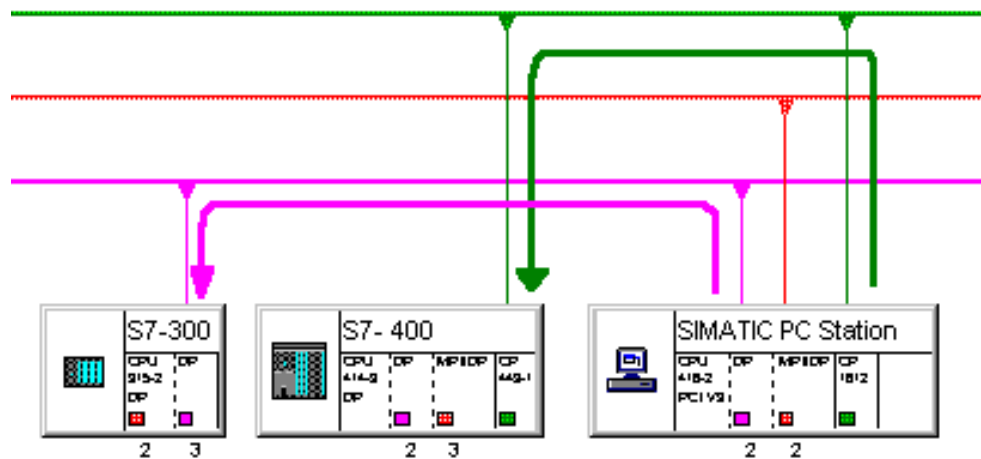 S7-300
CPU DP
315-2
DP
2 3
S7- 400
CPU DP MPI/DP CP
414-3 443-1
DP
2 3
SIMATIC PC Station
CPU DP MPI/DP CP
416-2 1612
PCI V3
2 2